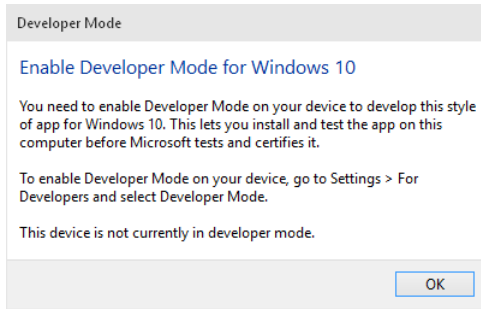 Developer Mode
Enable Developer Mode for Windows 10
You need to enable Developer Mode on your device to develop this style
of app for Windows 10. This lets you install and test the app on this
computer before Microsoft tests and certifies it.
To enable Developer Mode on your device, go to Settings > For
Developers and select Developer Mode.
This device is not currently in developer mode.
OK